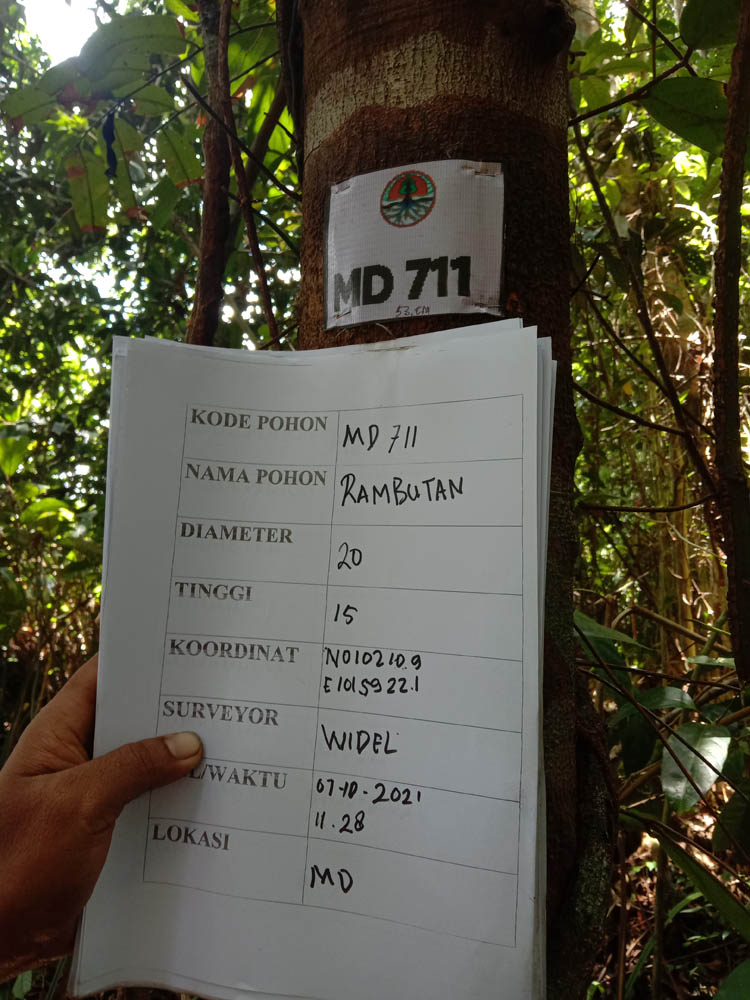 MD 711
53, cm
KODE POHON MD 711
NAMA POHON RAMBUTAN
DIAMETER 20
TINGGI 15
KOORDINAT N010210.9
E1015922.1
SURVEYOR WIDEL
L/WAKTU 07-10-2021
11.28
LOKASI MD